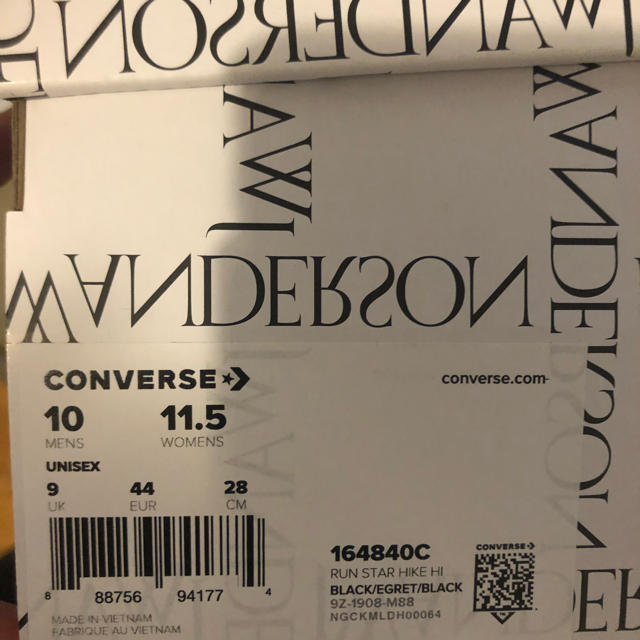 JWANDERSON
JWAN
JWANDERSON
WANDERSON
CONVERSE
converse.com
10 11.5
MENS WOMENS
UNISEX
9 44 28
UK EUR CM
8 88756 94177 4
MADE IN VIETNAM
FABRIQUE AU VIETNAM
164840C
RUN STAR HIKE HI
BLACK/EGRET/BLACK
9Z-1908-M88
NGCKMLDH00064
CONVERSE